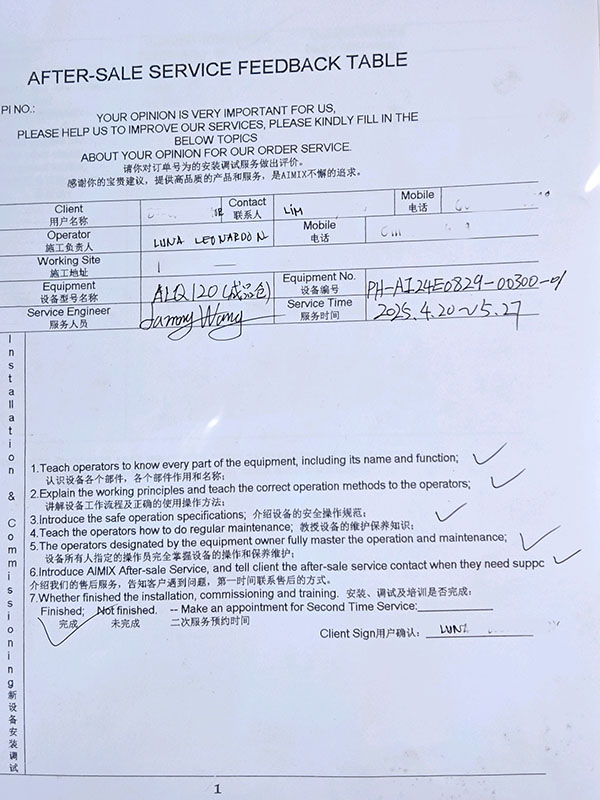 AFTER-SALE SERVICE FEEDBACK TABLE
PI NO.:
YOUR OPINION IS VERY IMPORTANT FOR US,
PLEASE HELP US TO IMPROVE OUR SERVICES, PLEASE KINDLY FILL IN THE
BELOW TOPICS
ABOUT YOUR OPINION FOR OUR ORDER SERVICE.
请你对订单号为的安装调试服务做出评价。
感谢你的宝贵建议，提供高品质的产品和服务，是AIMIX不懈的追求。
Client
用户名称
Contact
联系人
LIM
Mobile
电话
Operator
施工负责人
LUNA LEONARDO N
Mobile
电话
Working Site
施工地址
Equipment
设备型号名称
ALQ120(成品仓)
Equipment No.
设备编号
PH-AI24E0829-00300-01
Service Engineer
服务人员
Service Time
服务时间
2025.4.20~5.27
Installation & Commissioning新设备安装调试
1.Teach operators to know every part of the equipment, including its name and function;
认识设备各个部件，各个部件作用和名称;
2.Explain the working principles and teach the correct operation methods to the operators;
讲解设备工作流程及正确的使用操作方法;
3.Introduce the safe operation specifications; 介绍设备的安全操作规范;
4.Teach the operators how to do regular maintenance; 教授设备的维护保养知识;
5.The operators designated by the equipment owner fully master the operation and maintenance;
设备所有人指定的操作员完全掌握设备的操作和保养维护;
6.Introduce AIMIX After-sale Service, and tell client the after-sale service contact when they need suppc
介绍我们的售后服务，告知客户遇到问题，第一时间联系售后的方式。
7.Whether finished the installation, commissioning and training. 安装、调试及培训是否完成:
Finished; Not finished. -- Make an appointment for Second Time Service:
完成 未完成 二次服务预约时间
Client Sign用户确认:
1